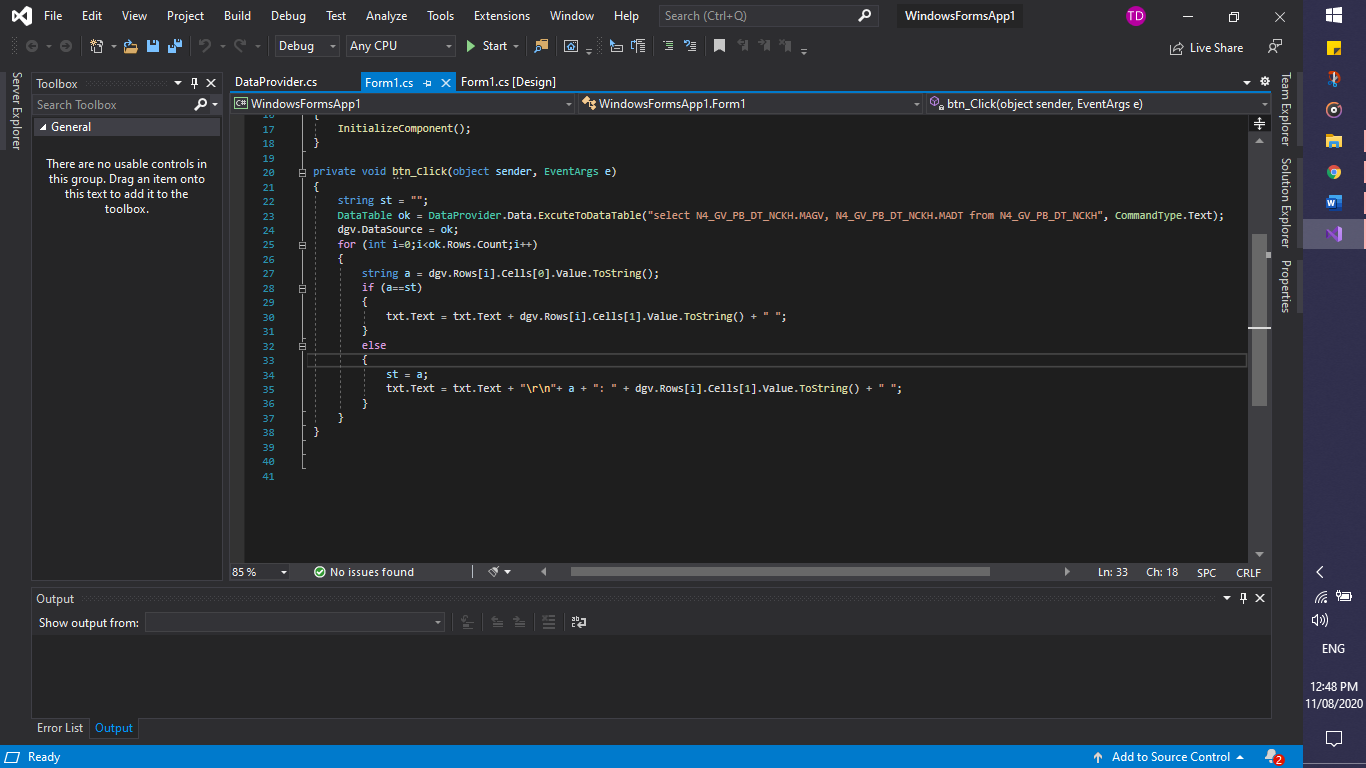 File Edit View Project Build Debug Test Analyze Tools Extensions Window Help Search (Ctrl+Q) WindowsFormsApp1 TD
Debug Any CPU Start Live Share
Server Explorer
Toolbox
Search Toolbox
General
There are no usable controls in
this group. Drag an item onto
this text to add it to the
toolbox.
DataProvider.cs Form1.cs Form1.cs [Design]
C# WindowsFormsApp1 WindowsFormsApp1.Form1 btn_Click(object sender, EventArgs e)
16 {
17 InitializeComponent();
18 }
19
20 private void btn_Click(object sender, EventArgs e)
21 {
22 string st = "";
23 DataTable ok = DataProvider.Data.ExcuteToDataTable("select N4_GV_PB_DT_NCKH.MAGV, N4_GV_PB_DT_NCKH.MADT from N4_GV_PB_DT_NCKH", CommandType.Text);
24 dgv.DataSource = ok;
25 for (int i=0;i<ok.Rows.Count;i++)
26 {
27 string a = dgv.Rows[i].Cells[0].Value.ToString();
28 if (a==st)
29 {
30 txt.Text = txt.Text + dgv.Rows[i].Cells[1].Value.ToString() + " ";
31 }
32 else
33 {
34 st = a;
35 txt.Text = txt.Text + "\r\n"+ a + ": " + dgv.Rows[i].Cells[1].Value.ToString() + " ";
36 }
37 }
38 }
39
40
41
85 % No issues found Ln: 33 Ch: 18 SPC CRLF
Team Explorer
Solution Explorer
Properties
Output
Show output from:
Error List Output
Ready Add to Source Control 2
ENG
12:48 PM
11/08/2020